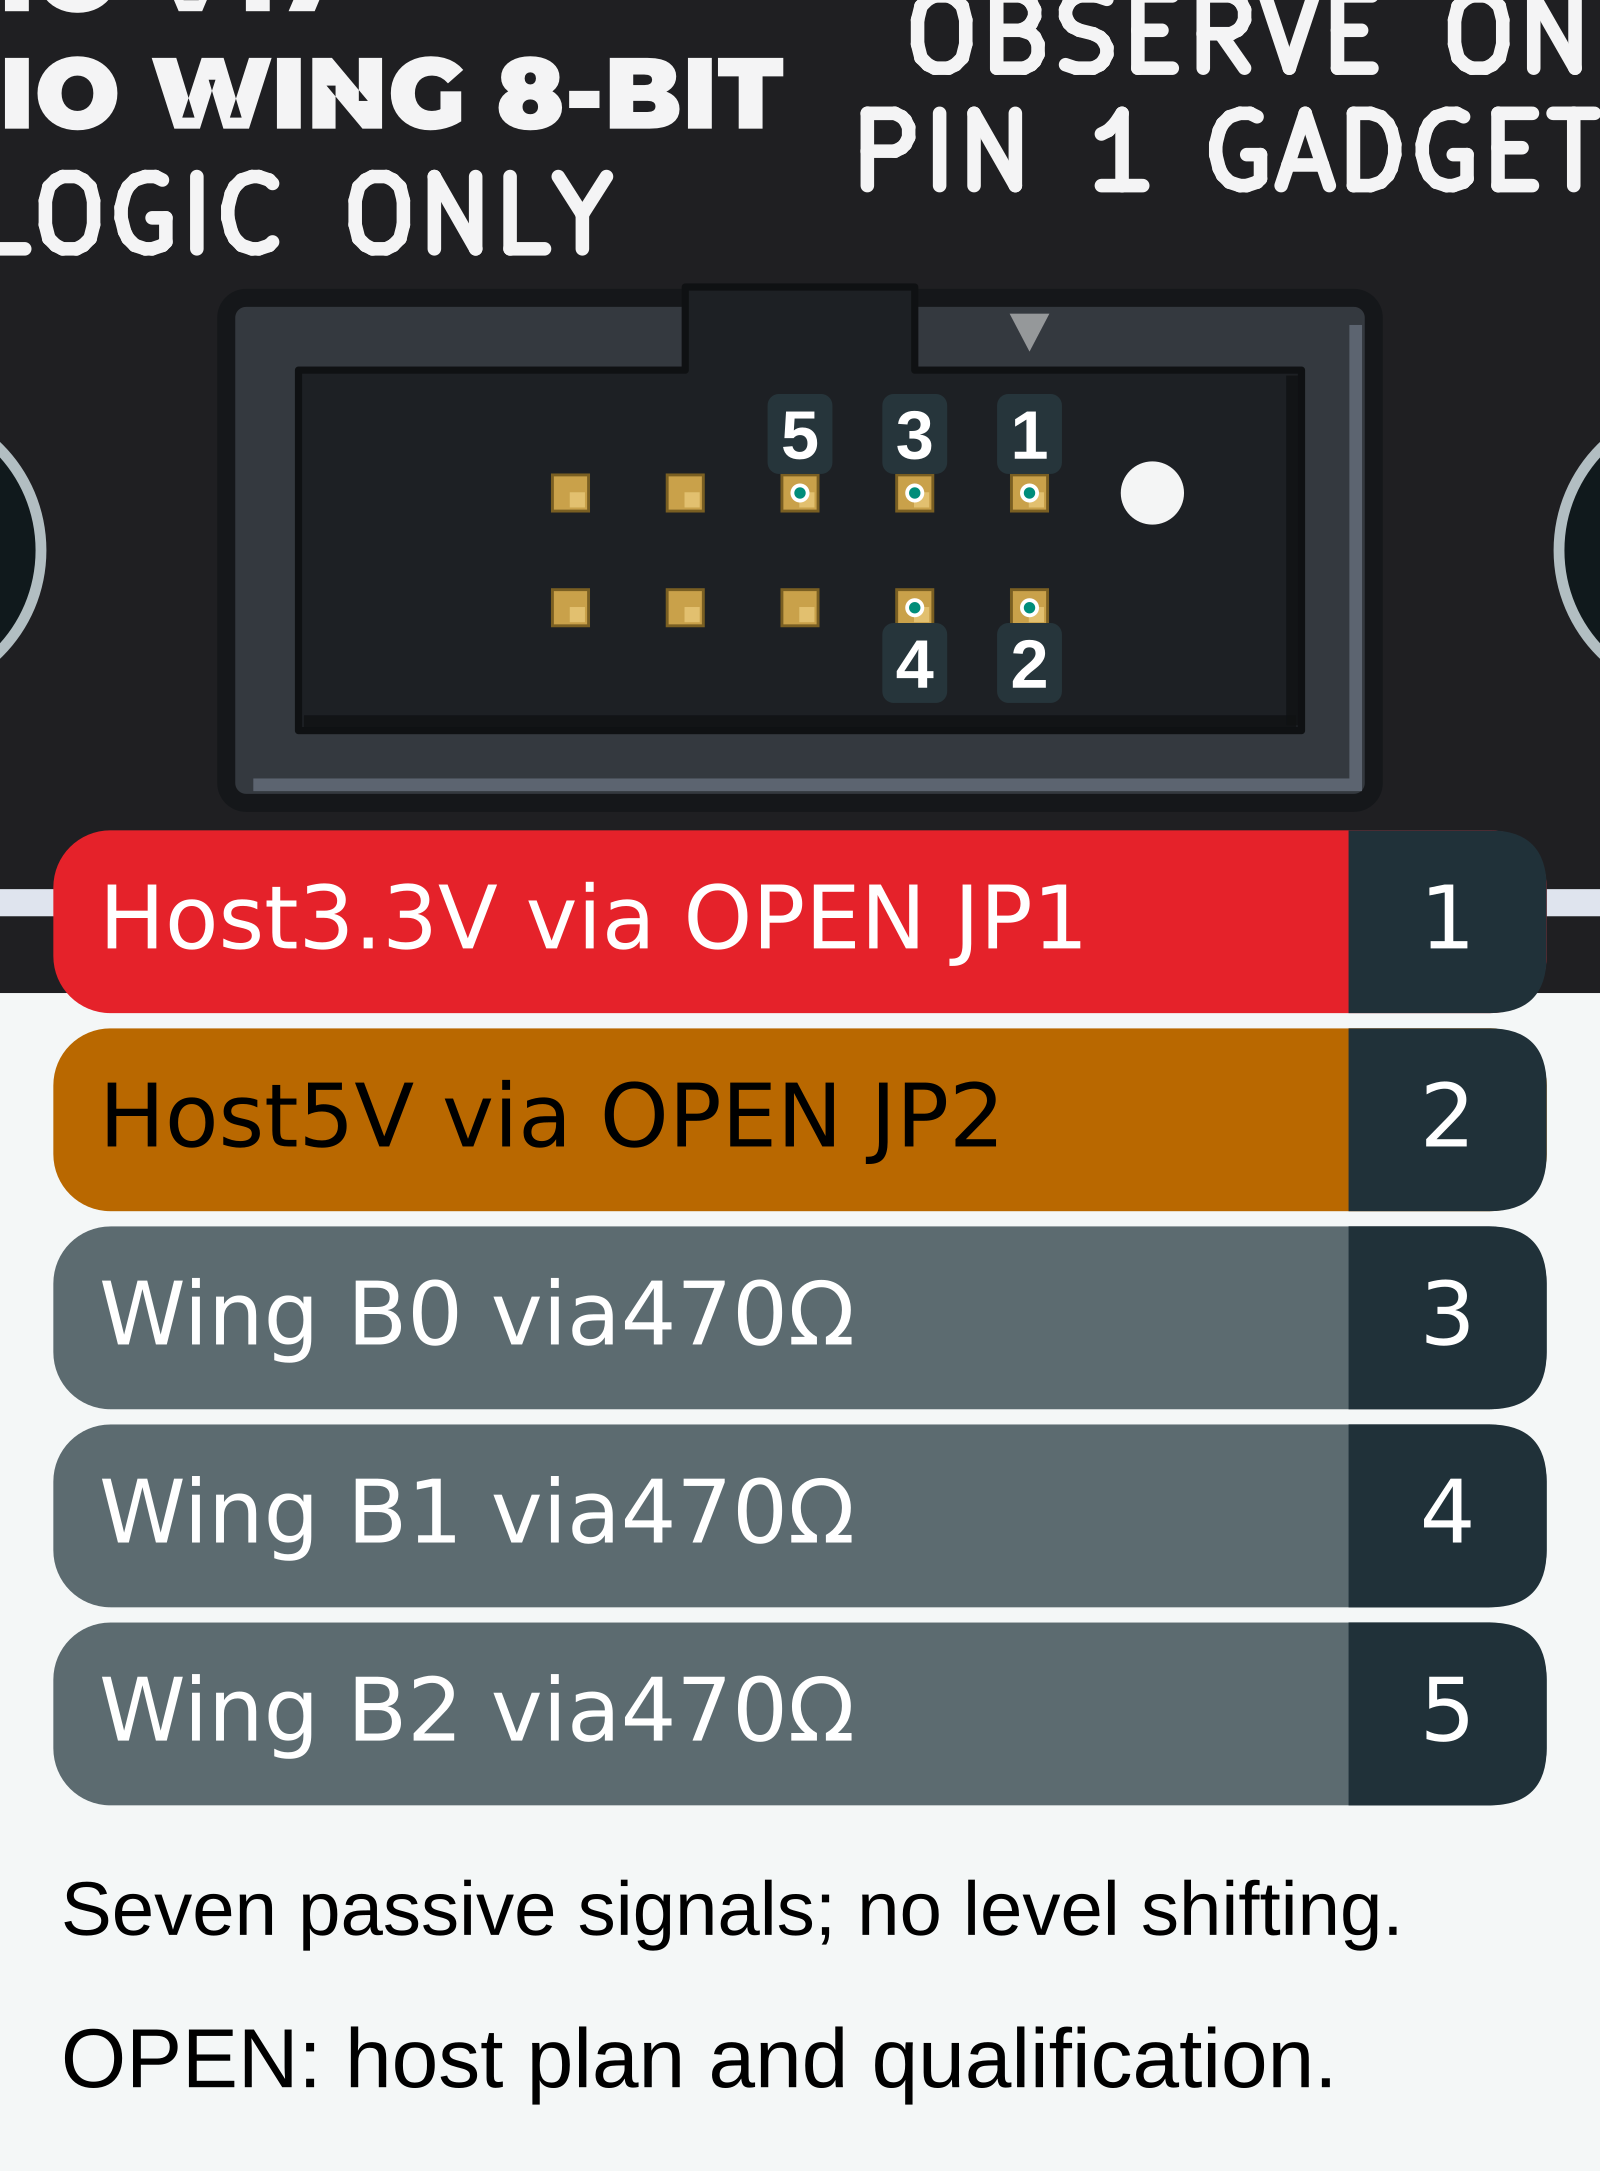 OBSERVE ON
IO WING 8-BIT
PIN 1 GADGET
LOGIC ONLY
5 3 1
4 2
Host3.3V via OPEN JP1 1
Host5V via OPEN JP2 2
Wing B0 via470Ω 3
Wing B1 via470Ω 4
Wing B2 via470Ω 5
Seven passive signals; no level shifting.
OPEN: host plan and qualification.